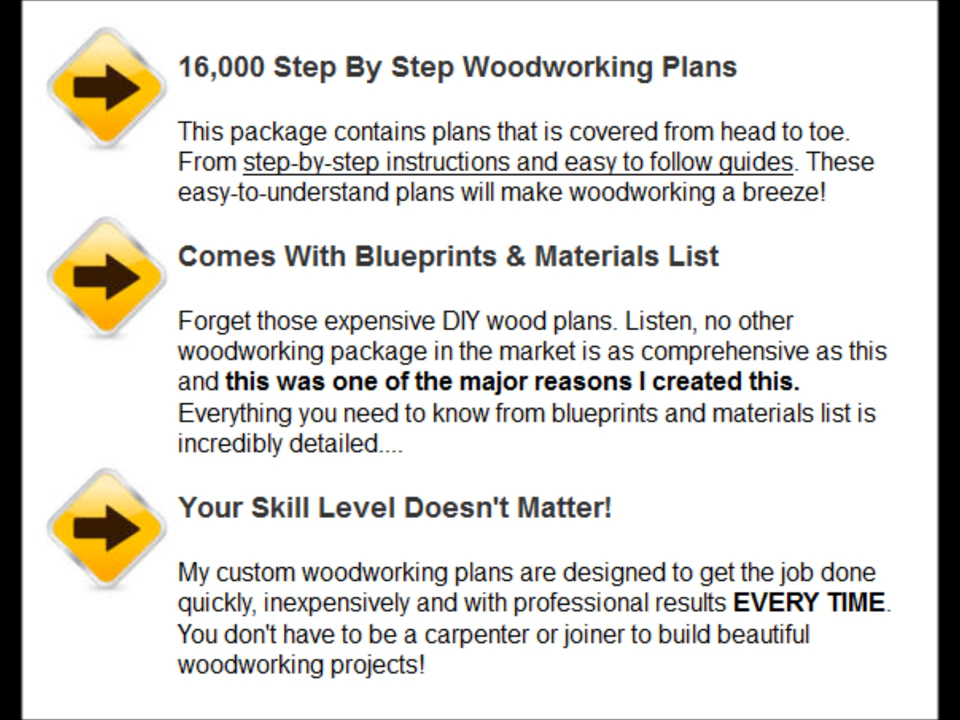 16,000 Step By Step Woodworking Plans
This package contains plans that is covered from head to toe.
From step-by-step instructions and easy to follow guides. These
easy-to-understand plans will make woodworking a breeze!
Comes With Blueprints & Materials List
Forget those expensive DIY wood plans. Listen, no other
woodworking package in the market is as comprehensive as this
and this was one of the major reasons I created this.
Everything you need to know from blueprints and materials list is
incredibly detailed....
Your Skill Level Doesn't Matter!
My custom woodworking plans are designed to get the job done
quickly, inexpensively and with professional results EVERY TIME.
You don't have to be a carpenter or joiner to build beautiful
woodworking projects!